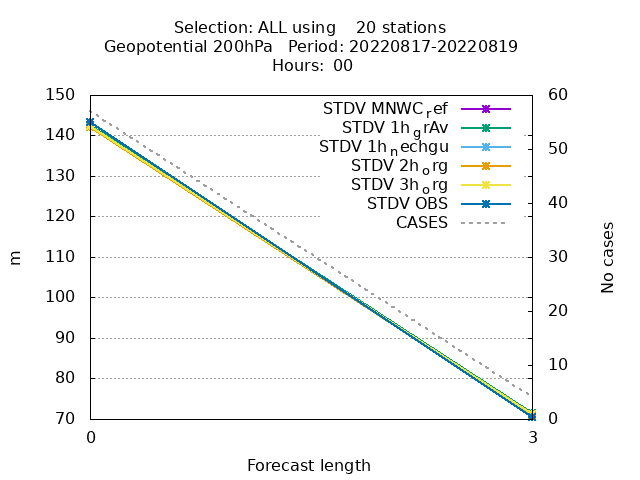 Selection: ALL using    20 stations
Geopotential 200hPa   Period: 20220817-20220819
Hours:  00
150
140
130
120
110
100
90
80
70
60
50
40
30
20
10
0
m
No cases
STDV MNWC_ref
STDV 1h_grAv
STDV 1h_nechgu
STDV 2h_org
STDV 3h_org
STDV OBS
CASES
0
3
Forecast length